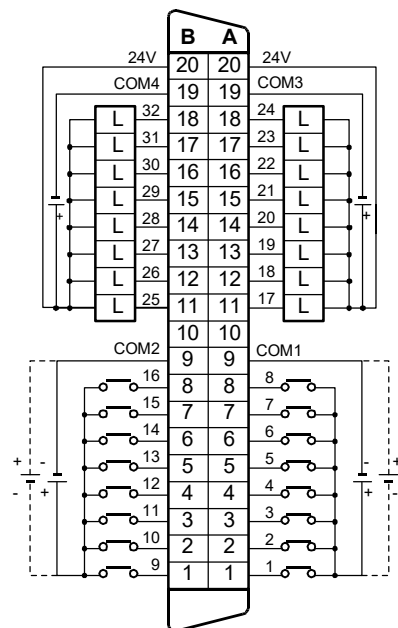 B A
24V 20 20 24V
COM4 19 19 COM3
L 32 18 18 24 L
L 31 17 17 23 L
L 30 16 16 22 L
L 29 15 15 21 L
L 28 14 14 20 L
L 27 13 13 19 L
L 26 12 12 18 L
L 25 11 11 17 L
+ +
10 10
COM2 9 9 COM1
16 8 8 8
15 7 7 7
14 6 6 6
+ - 13 5 5 5 - +
- + 12 4 4 4 + -
11 3 3 3
10 2 2 2
9 1 1 1